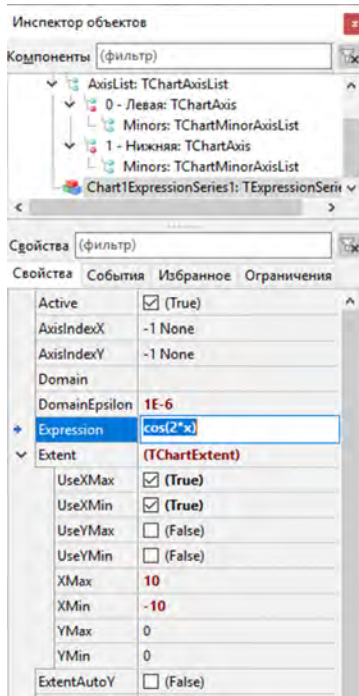 Инспектор объектов
Компоненты (фильтр)
AxisList: TChartAxisList
0 - Левая: TChartAxis
Minors: TChartMinorAxisList
1 - Нижняя: TChartAxis
Minors: TChartMinorAxisList
Chart1ExpressionSeries1: TExpressionSerie
Свойства (фильтр)
Свойства События Избранное Ограничения
Active (True)
AxisIndexX -1 None
AxisIndexY -1 None
Domain
DomainEpsilon 1E-6
Expression cos(2*x)
Extent (TChartExtent)
UseXMax (True)
UseXMin (True)
UseYMax (False)
UseYMin (False)
XMax 10
XMin -10
YMax 0
YMin 0
ExtentAutoY (False)